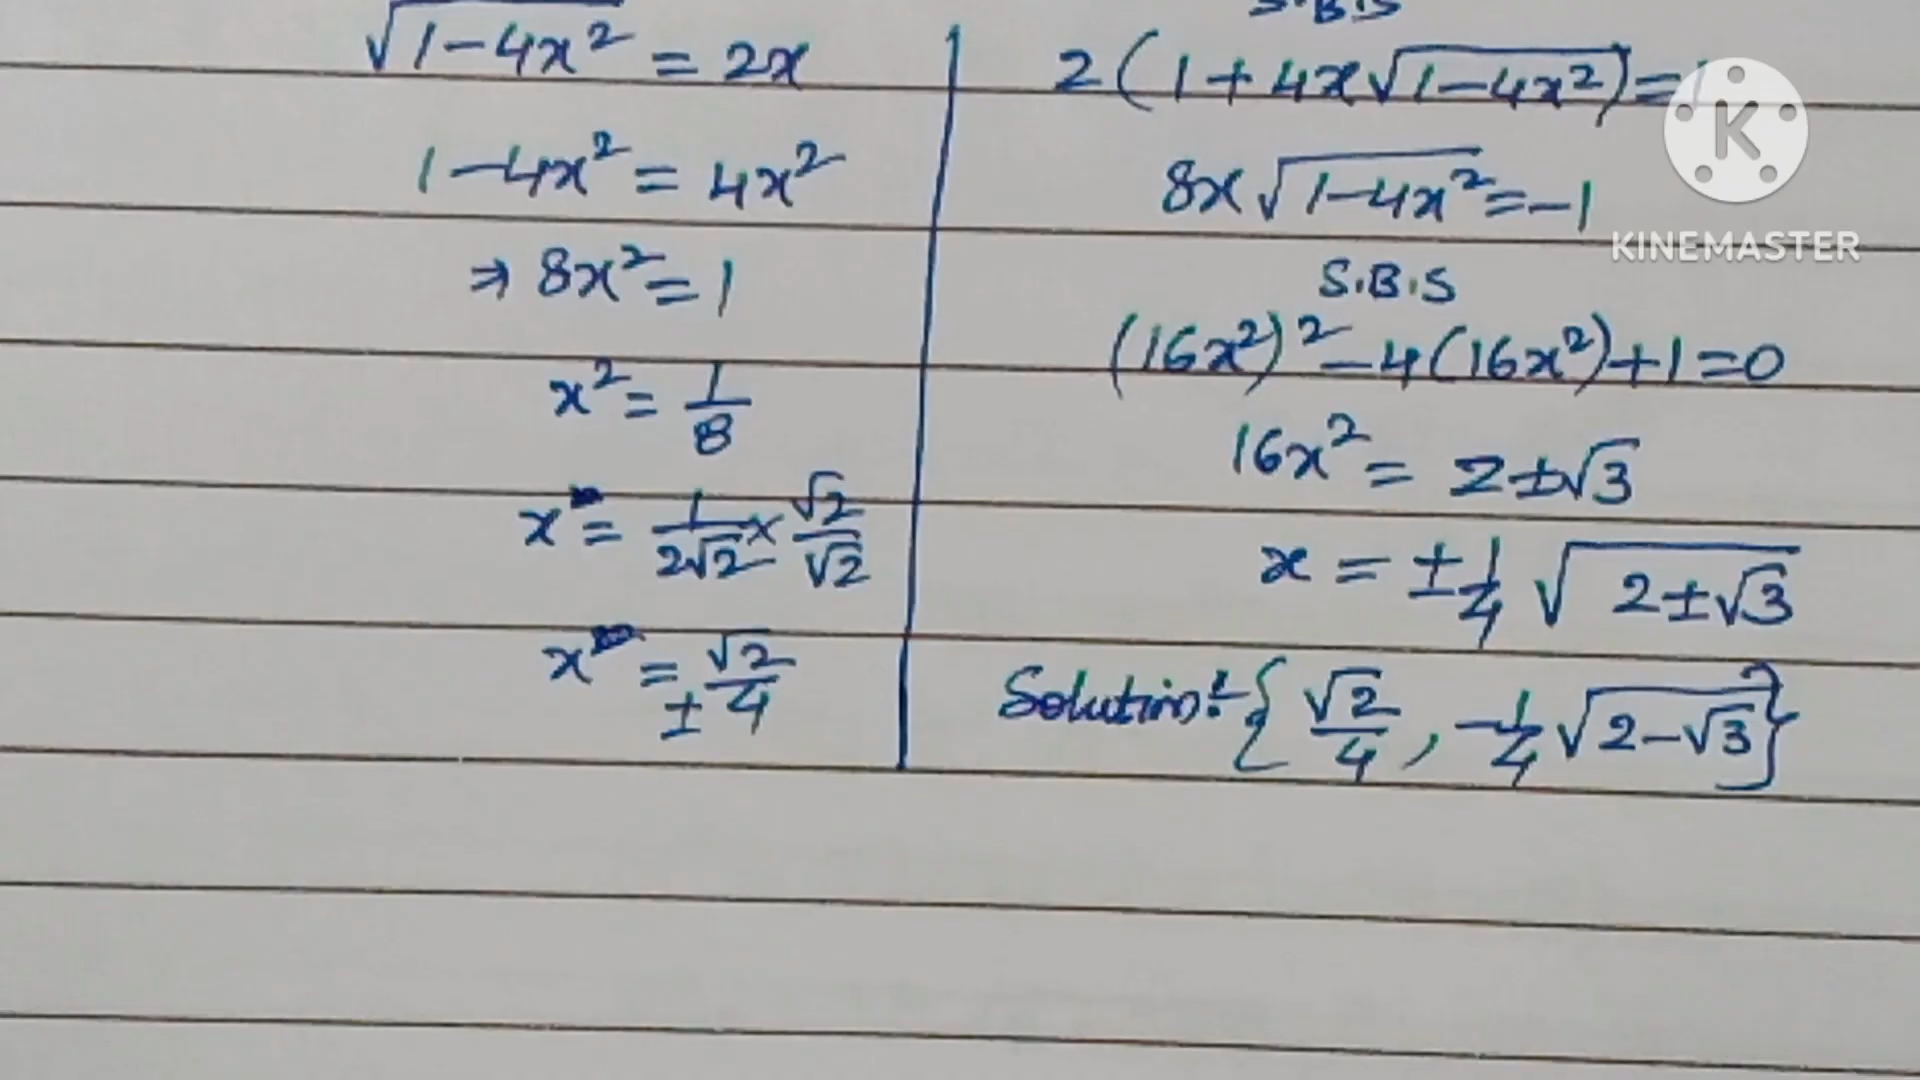 √(1-4x²) = 2x
1-4x² = 4x²
⇒ 8x² = 1
x² = 1/8
x = 1/2√2 × √2/√2
x = ± √2/4
S.B.S
2(1+4x√(1-4x²)) = 1
8x√(1-4x²) = -1
S.B.S
(16x²)² - 4(16x²) + 1 = 0
16x² = 2±√3
x = ± 1/4 √(2±√3)
Solution: { √2/4 , -1/4 √(2-√3) }
K
KINEMASTER